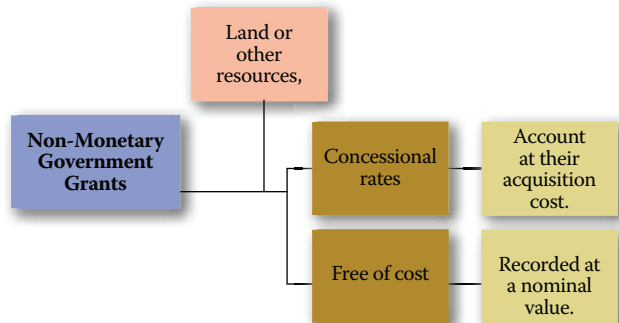 Land or
other
resources,
Non-Monetary
Government
Grants
Concessional
rates
Account
at their
acquisition
cost.
Free of cost
Recorded at
a nominal
value.